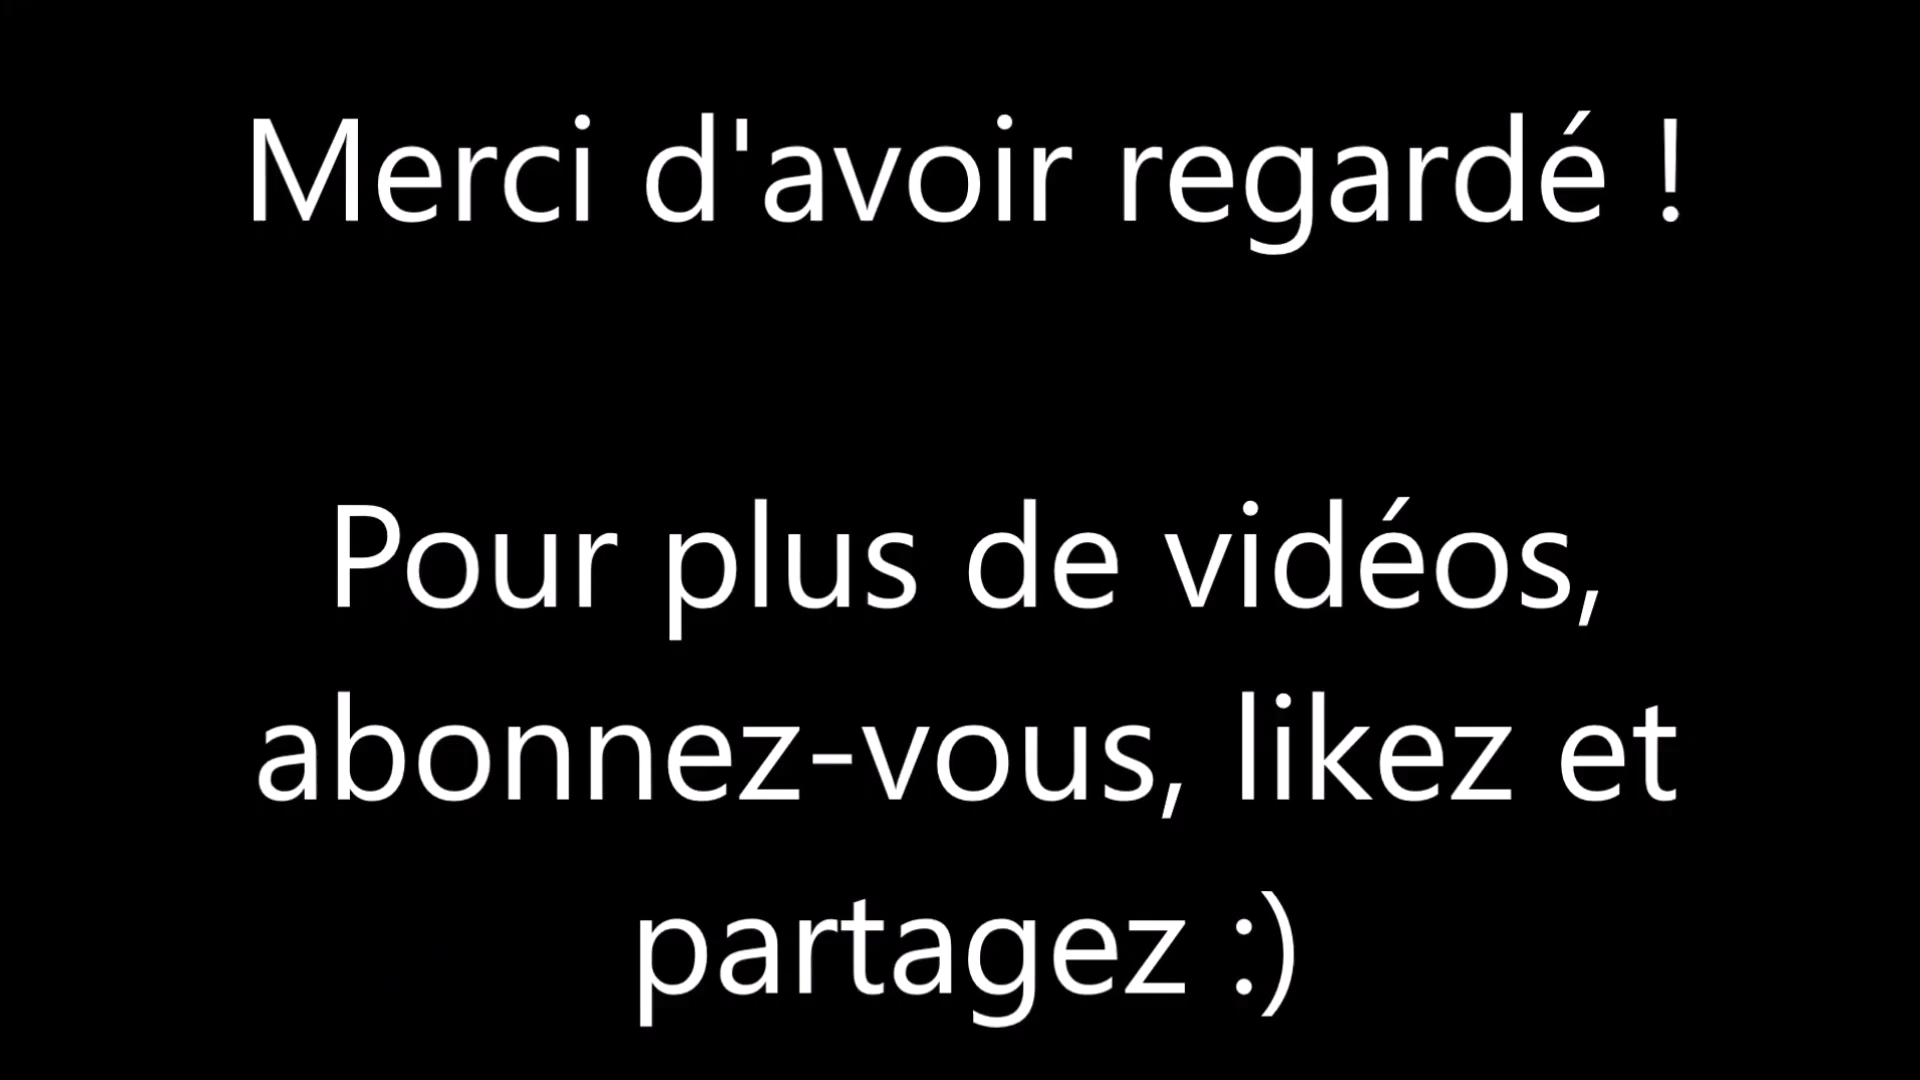 Merci d'avoir regardé !
Pour plus de vidéos,
abonnez-vous, likez et
partagez :)